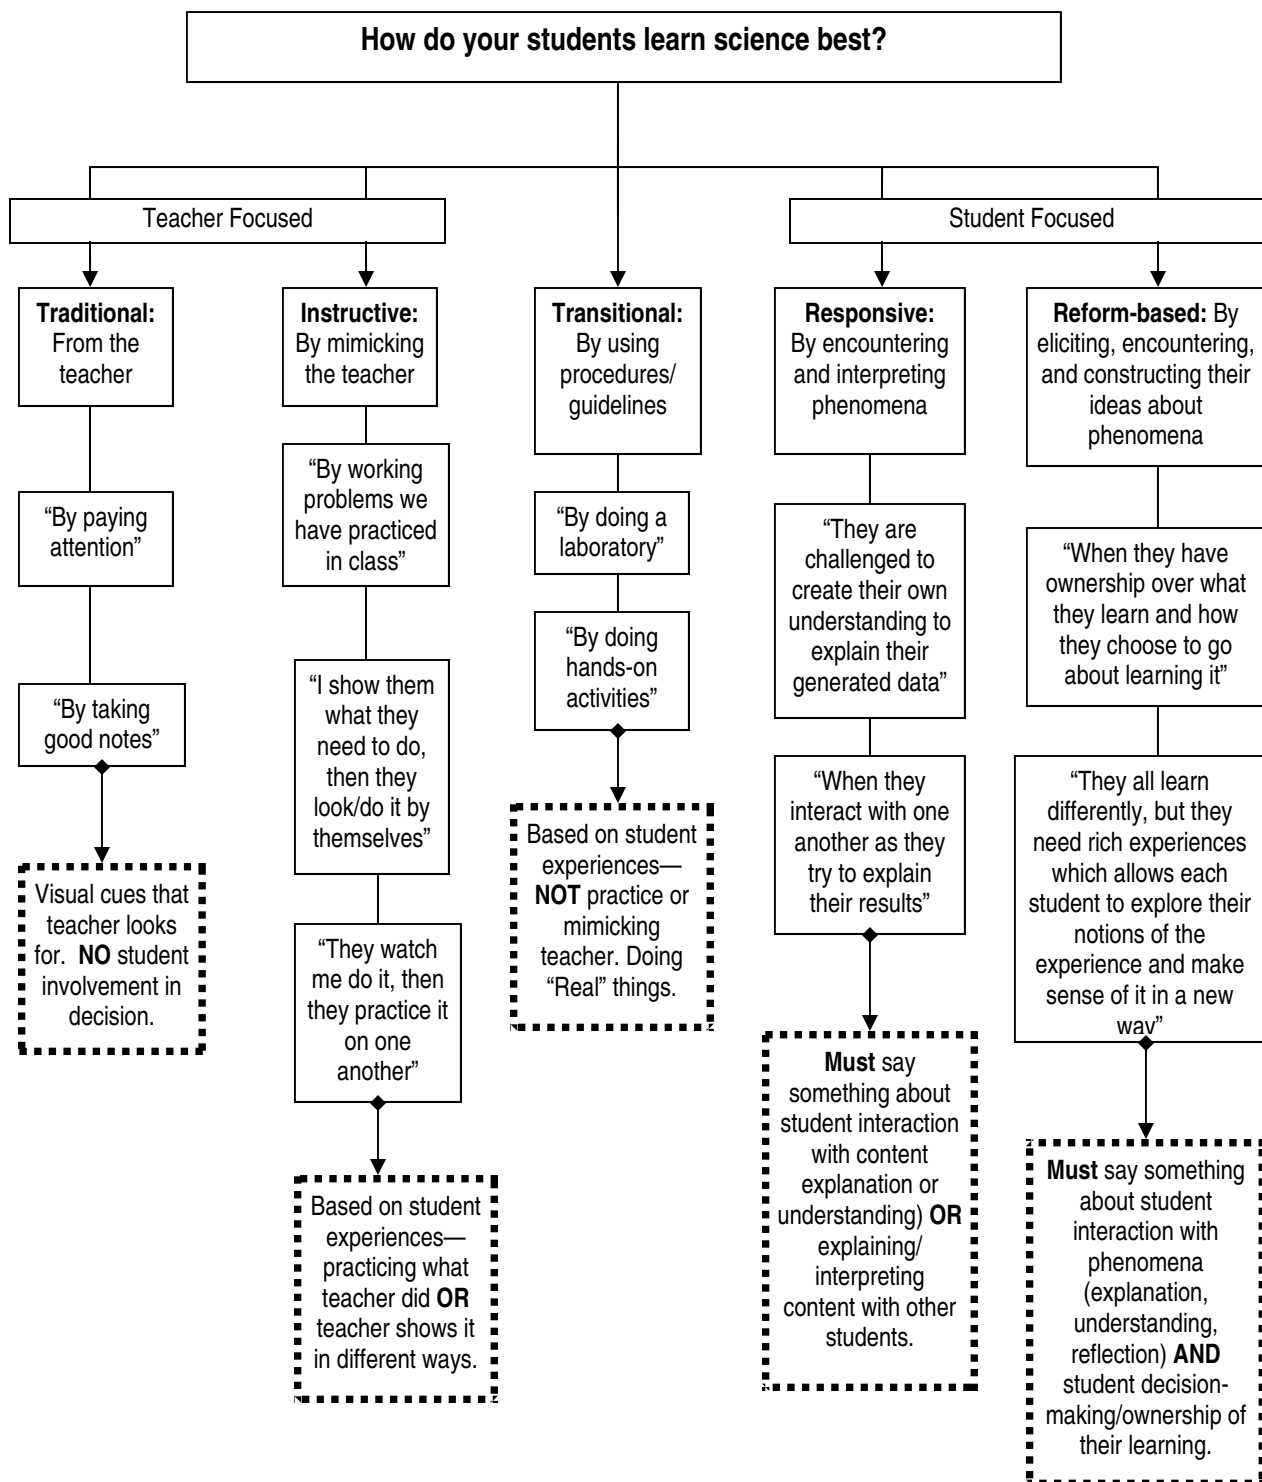 How do your students learn science best?
Teacher Focused
Student Focused
Traditional:
From the
teacher
“By paying
attention”
“By taking
good notes”
Visual cues that
teacher looks
for.  NO student
involvement in
decision.
Instructive:
By mimicking
the teacher
“By working
problems we
have practiced
in class”
“I show them
what they
need to do,
then they
look/do it by
themselves”
“They watch
me do it, then
they practice it
on one
another”
Based on student
experiences—
practicing what
teacher did OR
teacher shows it
in different ways.
Transitional:
By using
procedures/
guidelines
“By doing a
laboratory”
“By doing
hands-on
activities”
Based on student
experiences—
NOT practice or
mimicking
teacher. Doing
“Real” things.
Responsive:
By encountering
and interpreting
phenomena
“They are
challenged to
create their own
understanding to
explain their
generated data”
“When they
interact with one
another as they
try to explain
their results”
Must say
something about
student interaction
with content
explanation or
understanding) OR
explaining/
interpreting
content with other
students.
Reform-based: By
eliciting, encountering,
and constructing their
ideas about
phenomena
“When they have
ownership over what
they learn and how
they choose to go
about learning it”
“They all learn
differently, but they
need rich experiences
which allows each
student to explore their
notions of the
experience and make
sense of it in a new
way”
Must say something
about student
interaction with
phenomena
(explanation,
understanding,
reflection) AND
student decision-
making/ownership of
their learning.